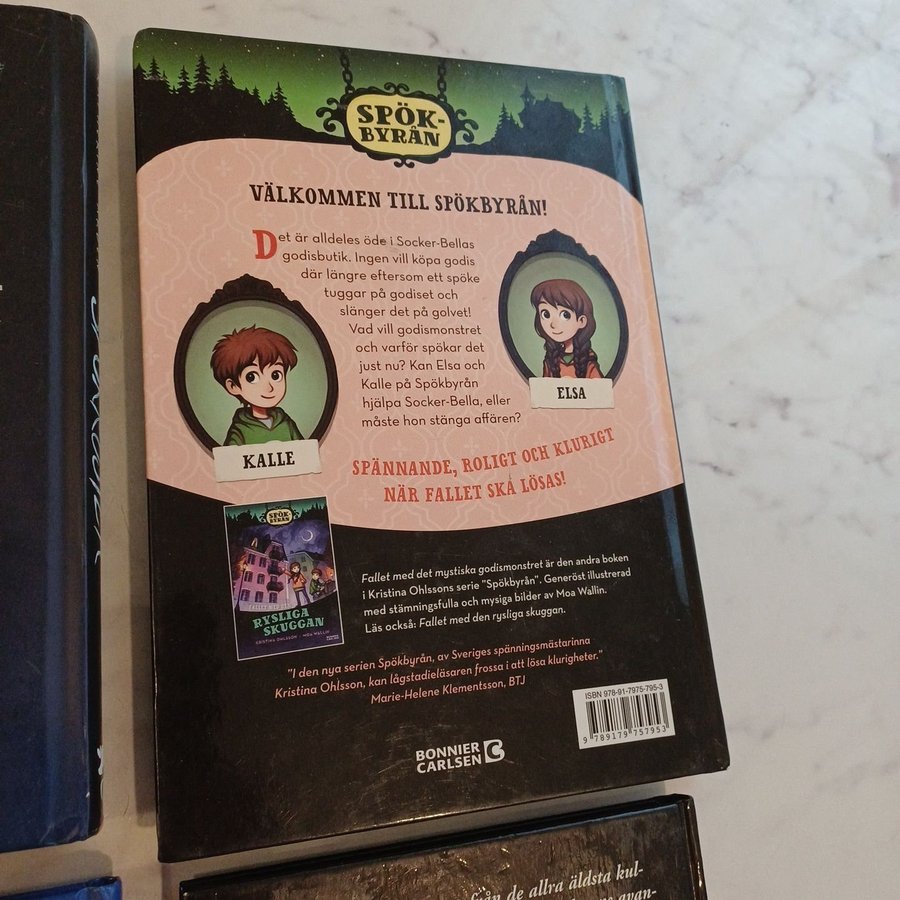 SPÖK-
BYRÅN
VÄLKOMMEN TILL SPÖKBYRÅN!
Det är alldeles öde i Socker-Bellas
godisbutik. Ingen vill köpa godis
där längre eftersom ett spöke
tuggar på godiset och
slänger det på golvet!
Vad vill godismonstret
och varför spökar det
just nu? Kan Elsa och
Kalle på Spökbyrån
hjälpa Socker-Bella, eller
måste hon stänga affären?
ELSA
KALLE
SPÄNNANDE, ROLIGT OCH KLURIGT
NÄR FALLET SKA LÖSAS!
SPÖK-
BYRÅN
RYSLIGA
SKUGGAN
KRISTINA OHLSSON MOA WALLIN
Fallet med det mystiska godismonstret är den andra boken
i Kristina Ohlssons serie "Spökbyrån". Generöst illustrerad
med stämningsfulla och mysiga bilder av Moa Wallin.
Läs också: Fallet med den rysliga skuggan.
"I den nya serien Spökbyrån, av Sveriges spänningsmästarinna
Kristina Ohlsson, kan lågstadieläsaren frossa i att lösa klurigheter."
Marie-Helene Klementsson, BTJ
ISBN 978-91-7975-795-3
9 789179 757953
BONNIER
CARLSEN
från de allra äldsta kul-
avan-